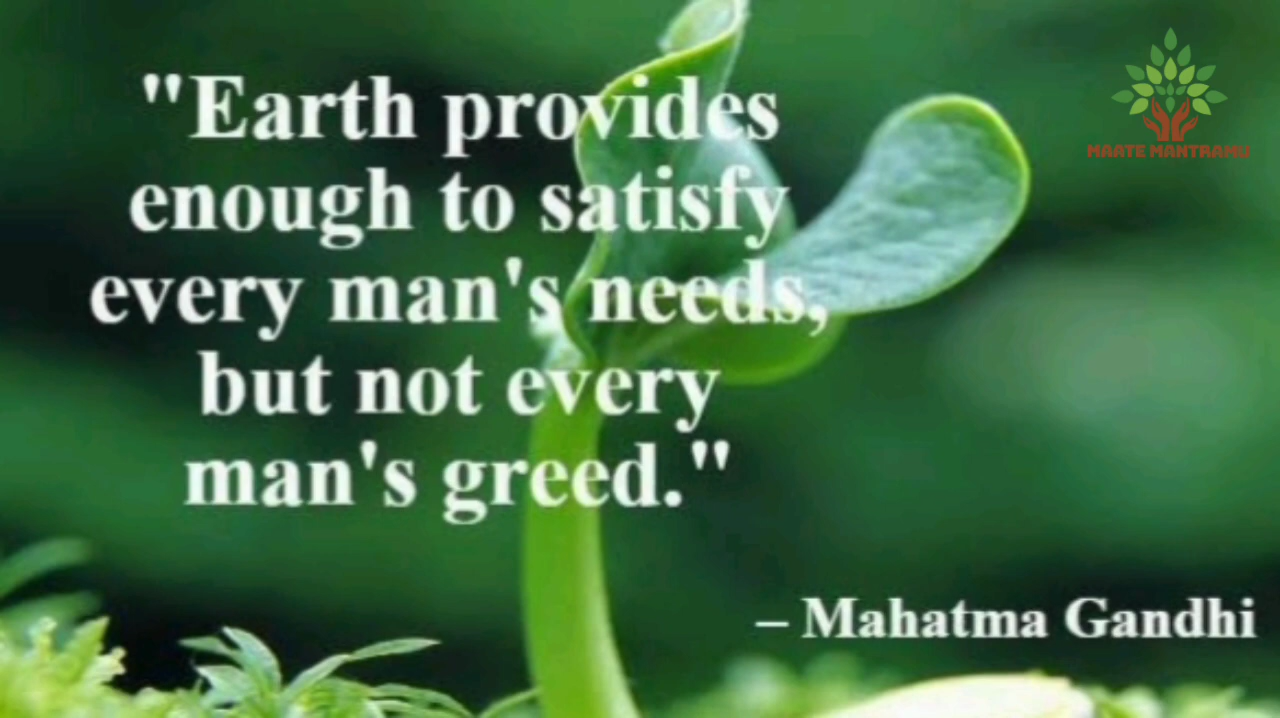 MAATE MANTRAMU
"Earth provides
enough to satisfy
every man's needs,
but not every
man's greed."
– Mahatma Gandhi